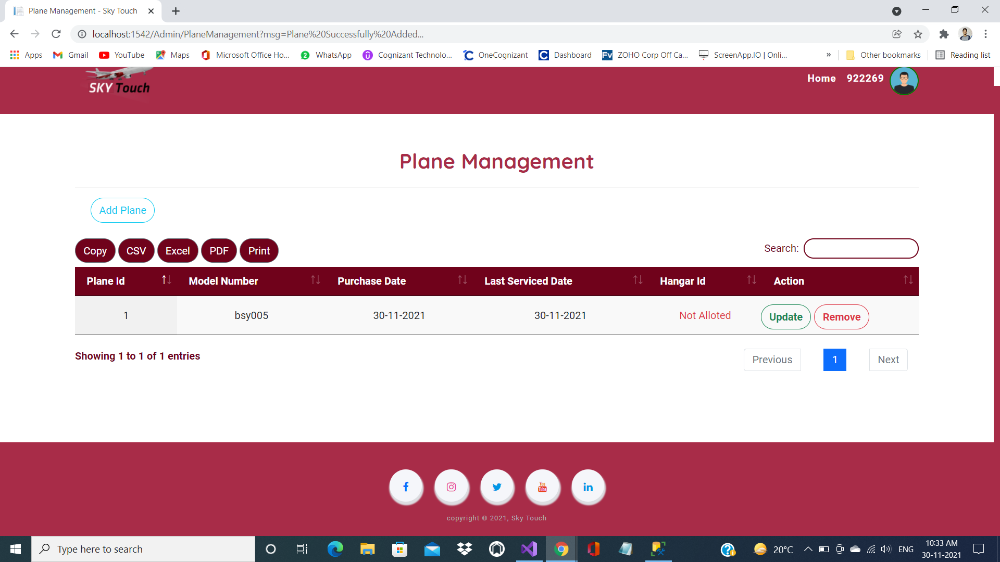 Plane Management - Sky Touch
localhost:1542/Admin/PlaneManagement?msg=Plane%20Successfully%20Added...
Apps Gmail YouTube Maps Microsoft Office Ho... 2 WhatsApp Cognizant Technolo... OneCognizant C Dashboard Fv ZOHO Corp Off Ca... ScreenApp.IO | Onli... » Other bookmarks Reading list
SKY Touch
Home 922269
Plane Management
Add Plane
Copy CSV Excel PDF Print Search:
Plane Id Model Number Purchase Date Last Serviced Date Hangar Id Action
1 bsy005 30-11-2021 30-11-2021 Not Alloted Update Remove
Showing 1 to 1 of 1 entries Previous 1 Next
You
Tube
copyright © 2021, Sky Touch
Type here to search 20°C ENG 10:33 AM
30-11-2021